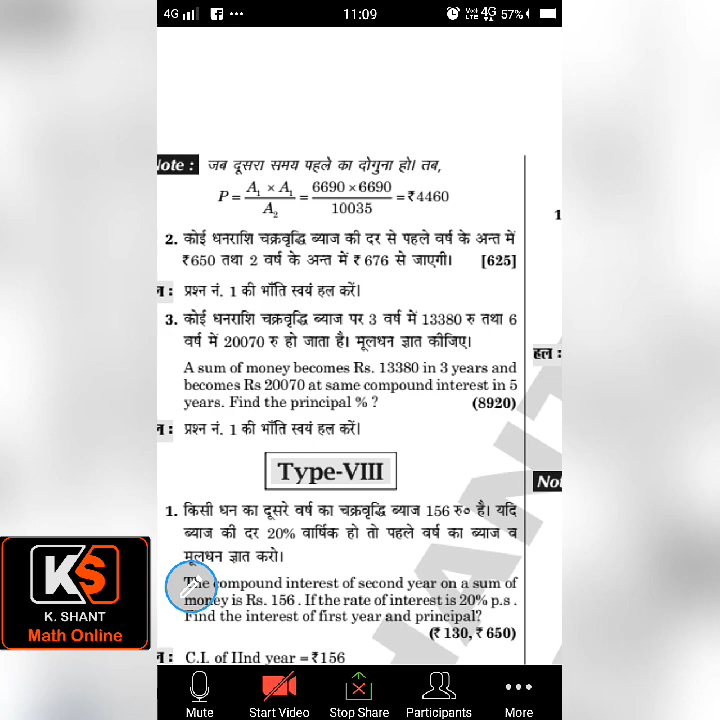 4G
11:09
VoI LTE 4G 57%
Note : जब दूसरा समय पहले का दोगुना हो। तब,
P = A₁ × A₁ / A₂ = 6690 × 6690 / 10035 = ₹4460
2. कोई धनराशि चक्रवृद्धि ब्याज की दर से पहले वर्ष के अन्त में
₹650 तथा 2 वर्ष के अन्त में ₹ 676 से जाएगी। [625]
प्रश्न नं. 1 की भाँति स्वयं हल करें।
3. कोई धनराशि चक्रवृद्धि ब्याज पर 3 वर्ष में 13380 रु तथा 6
वर्ष में 20070 रु हो जाता है। मूलधन ज्ञात कीजिए।
A sum of money becomes Rs. 13380 in 3 years and
becomes Rs 20070 at same compound interest in 5
years. Find the principal % ? (8920)
प्रश्न नं. 1 की भाँति स्वयं हल करें।
Type-VIII
1. किसी धन का दूसरे वर्ष का चक्रवृद्धि ब्याज 156 रु० है। यदि
ब्याज की दर 20% वार्षिक हो तो पहले वर्ष का ब्याज व
मूलधन ज्ञात करो।
The compound interest of second year on a sum of
money is Rs. 156 . If the rate of interest is 20% p.s .
Find the interest of first year and principal?
(₹ 130, ₹ 650)
C.I. of IInd year = ₹156
1
हल :
KS
K. SHANT
Math Online
Mute
Start Video
Stop Share
Participants
More